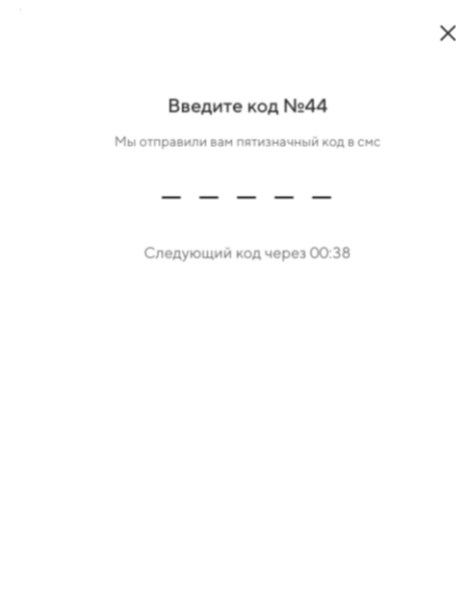 Введите код №44
Мы отправили вам пятизначный код в смс
Следующий код через 00:38